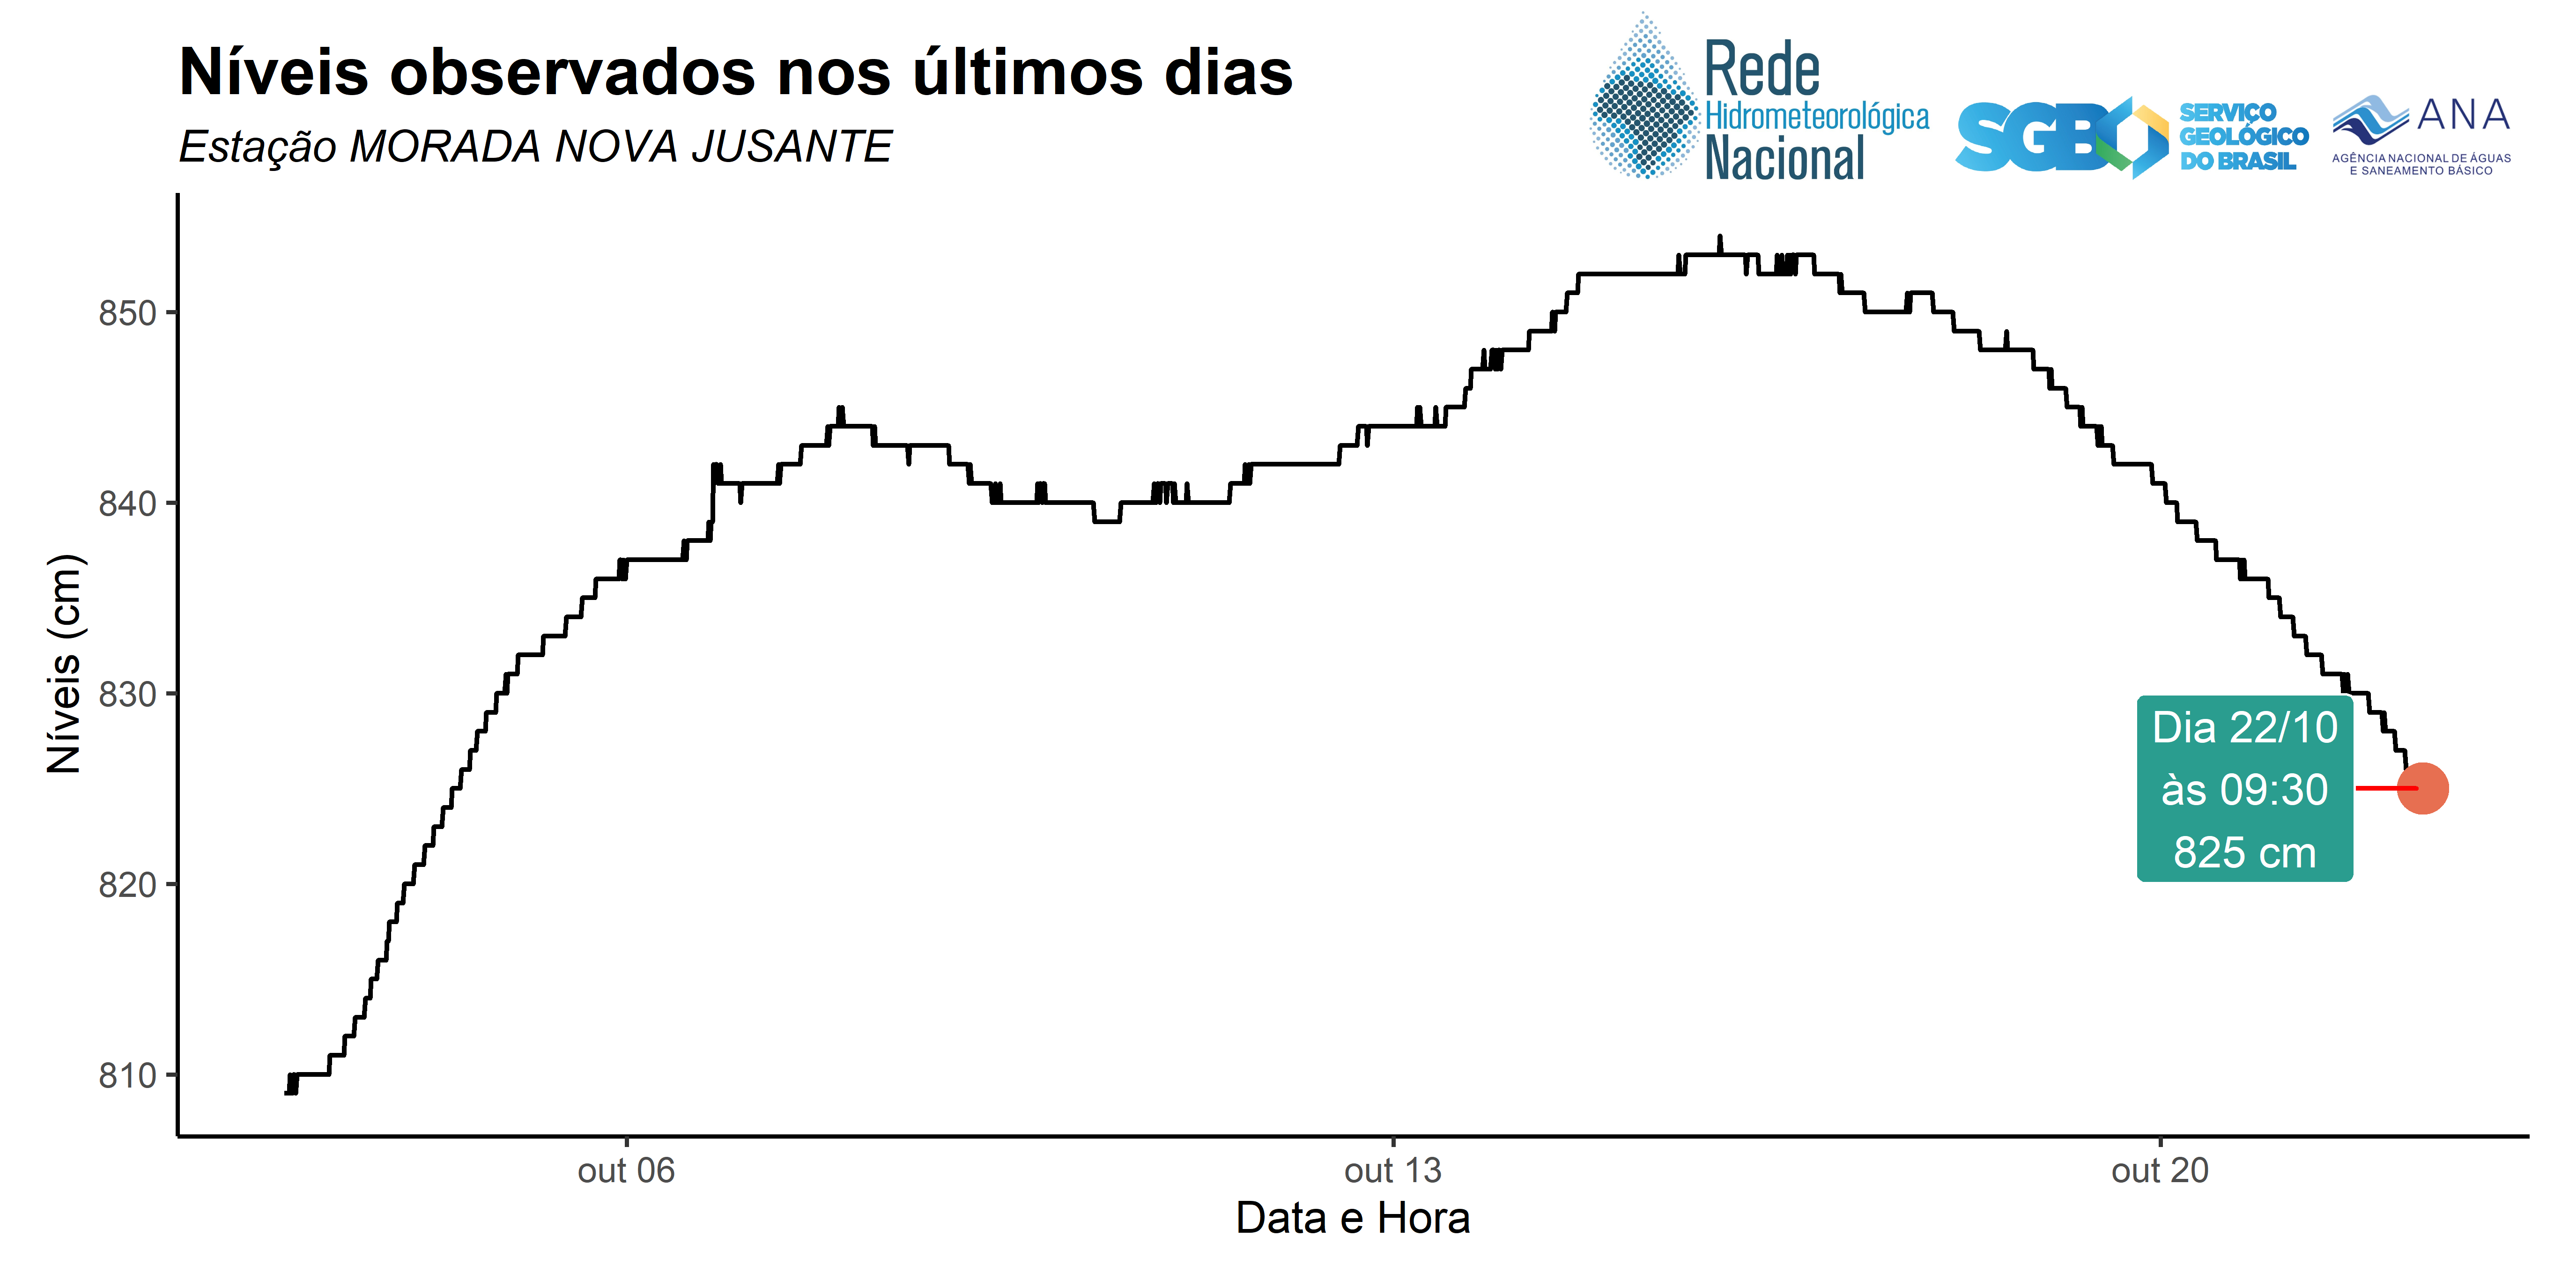 Níveis observados nos últimos dias
Estação MORADA NOVA JUSANTE
Rede
Hidrometeorológica
Nacional
SGB
SERVIÇO
GEOLÓGICO
DO BRASIL
ANA
AGÊNCIA NACIONAL DE ÁGUAS
E SANEAMENTO BÁSICO
Níveis (cm)
850
840
830
820
810
Dia 22/10
às 09:30
825 cm
out 06
out 13
out 20
Data e Hora